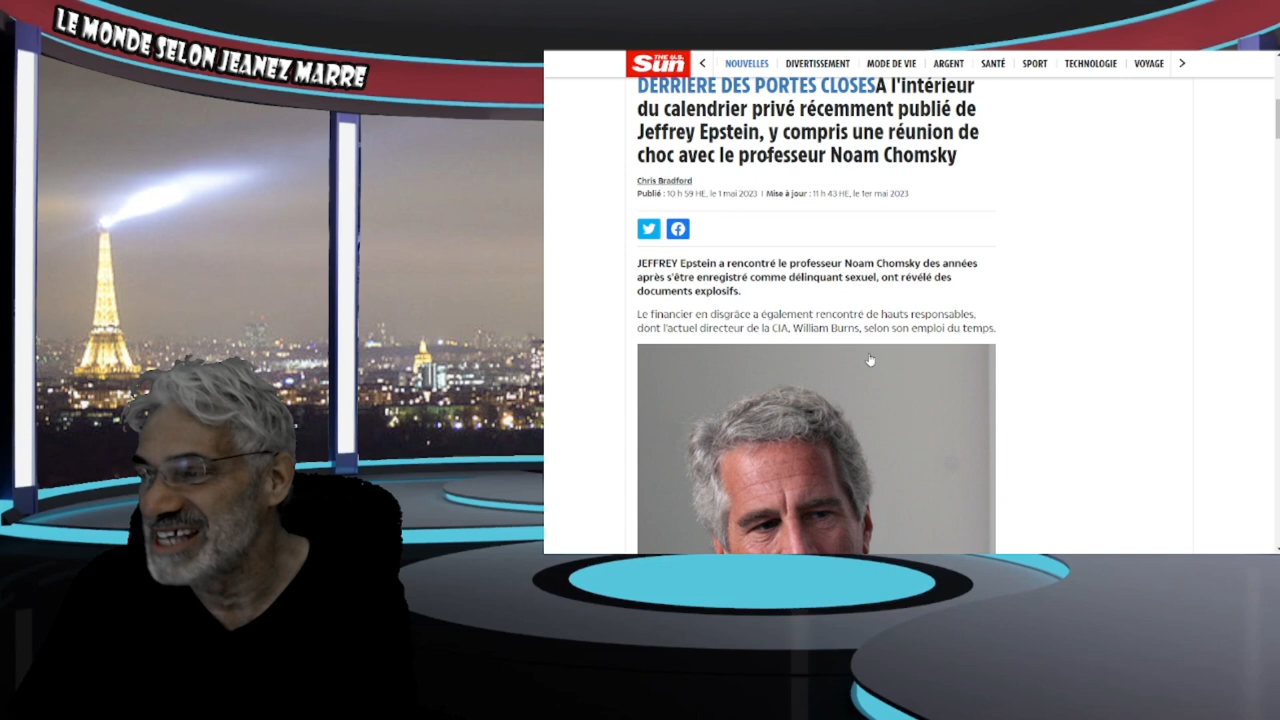 LE MONDE SELON JEANEZ MARRE
THE U.S. Sun
NOUVELLES DIVERTISSEMENT MODE DE VIE ARGENT SANTÉ SPORT TECHNOLOGIE VOYAGE
DERRIÈRE DES PORTES CLOSESA l'intérieur
du calendrier privé récemment publié de
Jeffrey Epstein, y compris une réunion de
choc avec le professeur Noam Chomsky
Chris Bradford
Publié : 10 h 59 HE, le 1 mai 2023 | Mise à jour : 11 h 43 HE, le 1er mai 2023
JEFFREY Epstein a rencontré le professeur Noam Chomsky des années
après s'être enregistré comme délinquant sexuel, ont révélé des
documents explosifs.
Le financier en disgrâce a également rencontré de hauts responsables,
dont l'actuel directeur de la CIA, William Burns, selon son emploi du temps.